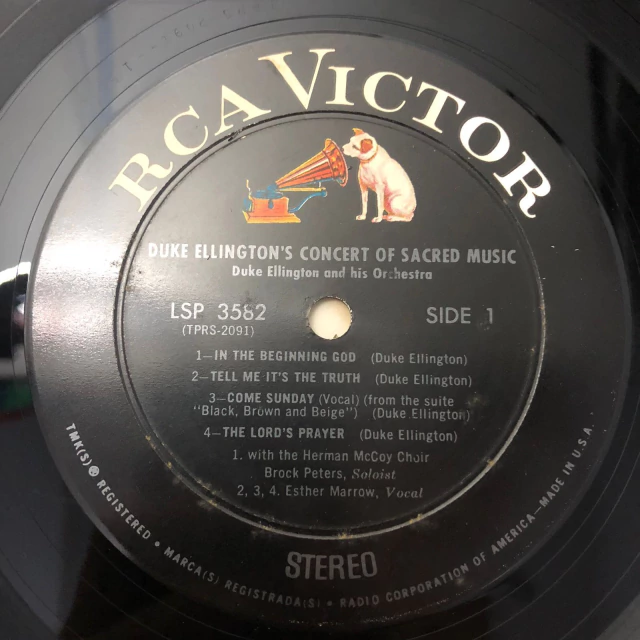 RCA VICTOR
DUKE ELLINGTON'S CONCERT OF SACRED MUSIC
Duke Ellington and his Orchestra
LSP 3582
(TPRS-2091)
SIDE 1
1—IN THE BEGINNING GOD (Duke Ellington)
2—TELL ME IT'S THE TRUTH (Duke Ellington)
3—COME SUNDAY (Vocal) (from the suite
"Black, Brown and Beige") (Duke Ellington)
4—THE LORD'S PRAYER (Duke Ellington)
1. with the Herman McCoy Choir
Brock Peters, Soloist
2, 3, 4. Esther Marrow, Vocal
STEREO
TMK(S) ® REGISTERED • MARCA(S) REGISTRADA(S) • RADIO CORPORATION OF AMERICA—MADE IN U.S.A.